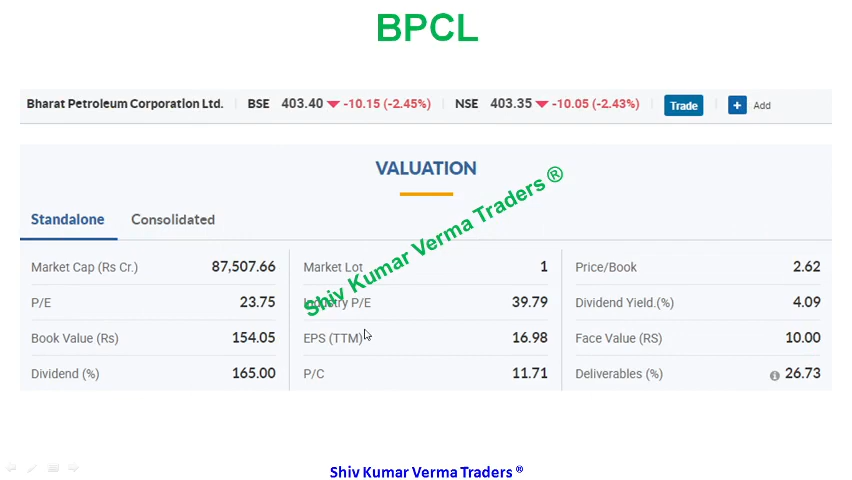 BPCL
Bharat Petroleum Corporation Ltd. BSE 403.40 -10.15 (-2.45%) NSE 403.35 -10.05 (-2.43%) Trade + Add
VALUATION
Shiv Kumar Verma Traders ®
Standalone Consolidated
Market Cap (Rs Cr.) 87,507.66 Market Lot 1 Price/Book 2.62
P/E 23.75 Industry P/E 39.79 Dividend Yield.(%) 4.09
Book Value (Rs) 154.05 EPS (TTM) 16.98 Face Value (RS) 10.00
Dividend (%) 165.00 P/C 11.71 Deliverables (%) 26.73
Shiv Kumar Verma Traders ®